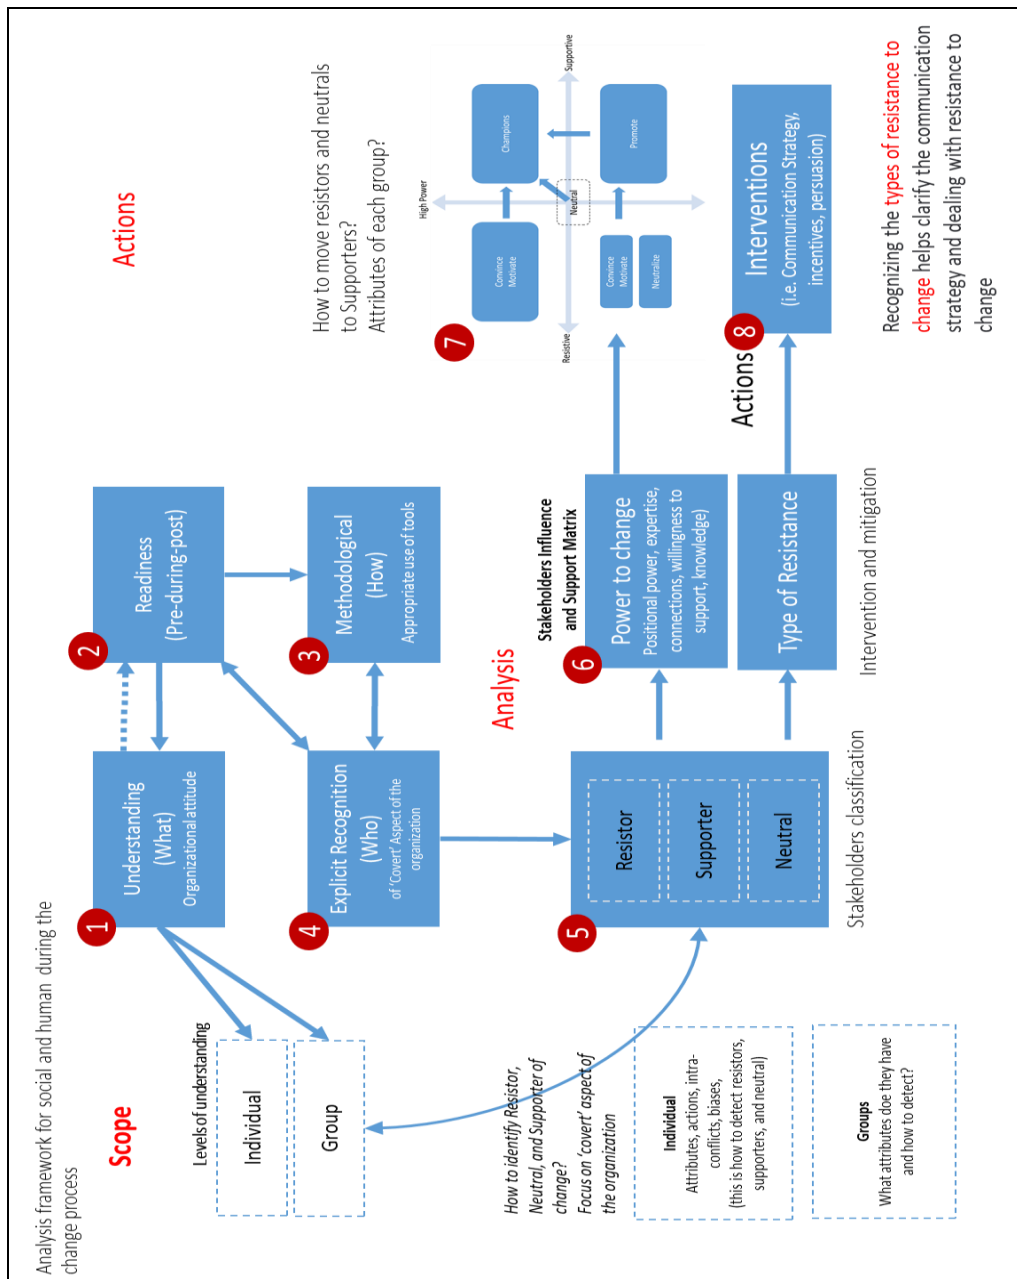 Analysis framework for social and human during the
change process
Scope
Levels of understanding
Individual
Group
1
Understanding
(What)
Organizational attitude
2
Readiness
(Pre-during-post)
3
Methodological
(How)
Appropriate use of tools
4
Explicit Recognition
(Who)
of 'Covert' Aspect of the
organization
How to identify Resistor,
Neutral, and Supporter of
change?
Focus on 'covert' aspect of
the organization
Individual
Attributes, actions, intra-
conflicts, biases,
(this is how to detect resistors,
supporters, and neutral)
Groups
What attributes doe they have
and how to detect?
Analysis
5
Resistor
Supporter
Neutral
Stakeholders classification
Stakeholders Influence
and Support Matrix
6
Power to change
Positional power, expertise,
connections, willingness to
support, knowledge)
Type of Resistance
Intervention and mitigation
Actions
How to move resistors and neutrals
to Supporters?
Attributes of each group?
7
High Power
Resistive
Supportive
Convince
Motivate
Champions
Neutral
Convince
Motivate
Neutralize
Promote
Actions
8
Interventions
(i.e. Communication Strategy,
incentives, persuasion)
Recognizing the types of resistance to
change helps clarify the communication
strategy and dealing with resistance to
change